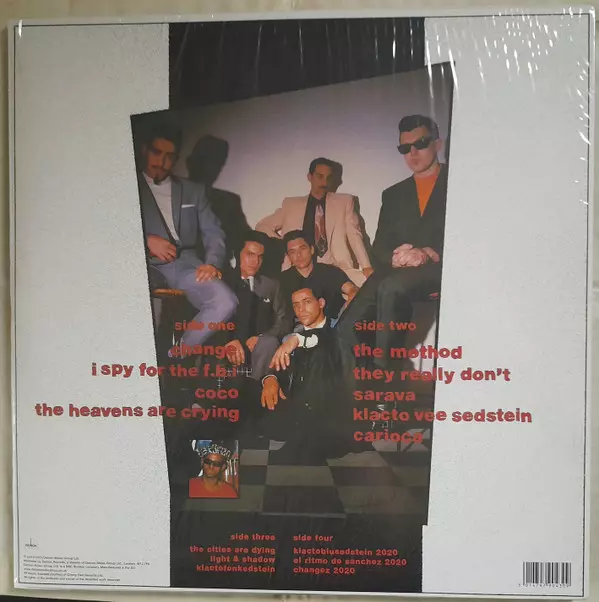 side one
change
i spy for the f.b.i
coco
the heavens are crying
side two
the method
they really don't
sarava
klacto vee sedstein
carioca
side three
the cities are dying
light & shadow
klactofonkedstein
side four
klactobluesedstein 2020
el ritmo de sanchez 2020
changez 2020